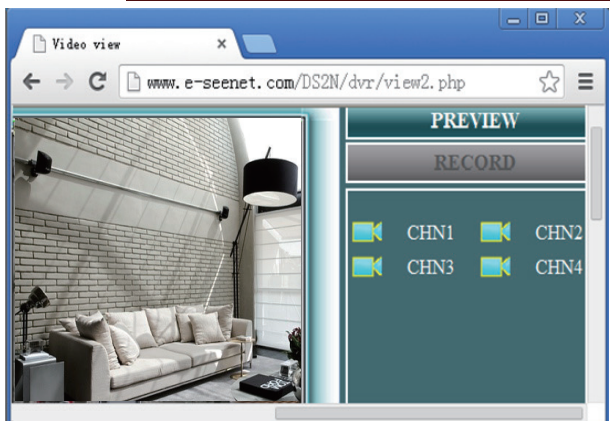 Video view
www.e-seenet.com/DS2N/dvr/view2.php
PREVIEW
RECORD
CHN1 CHN2
CHN3 CHN4